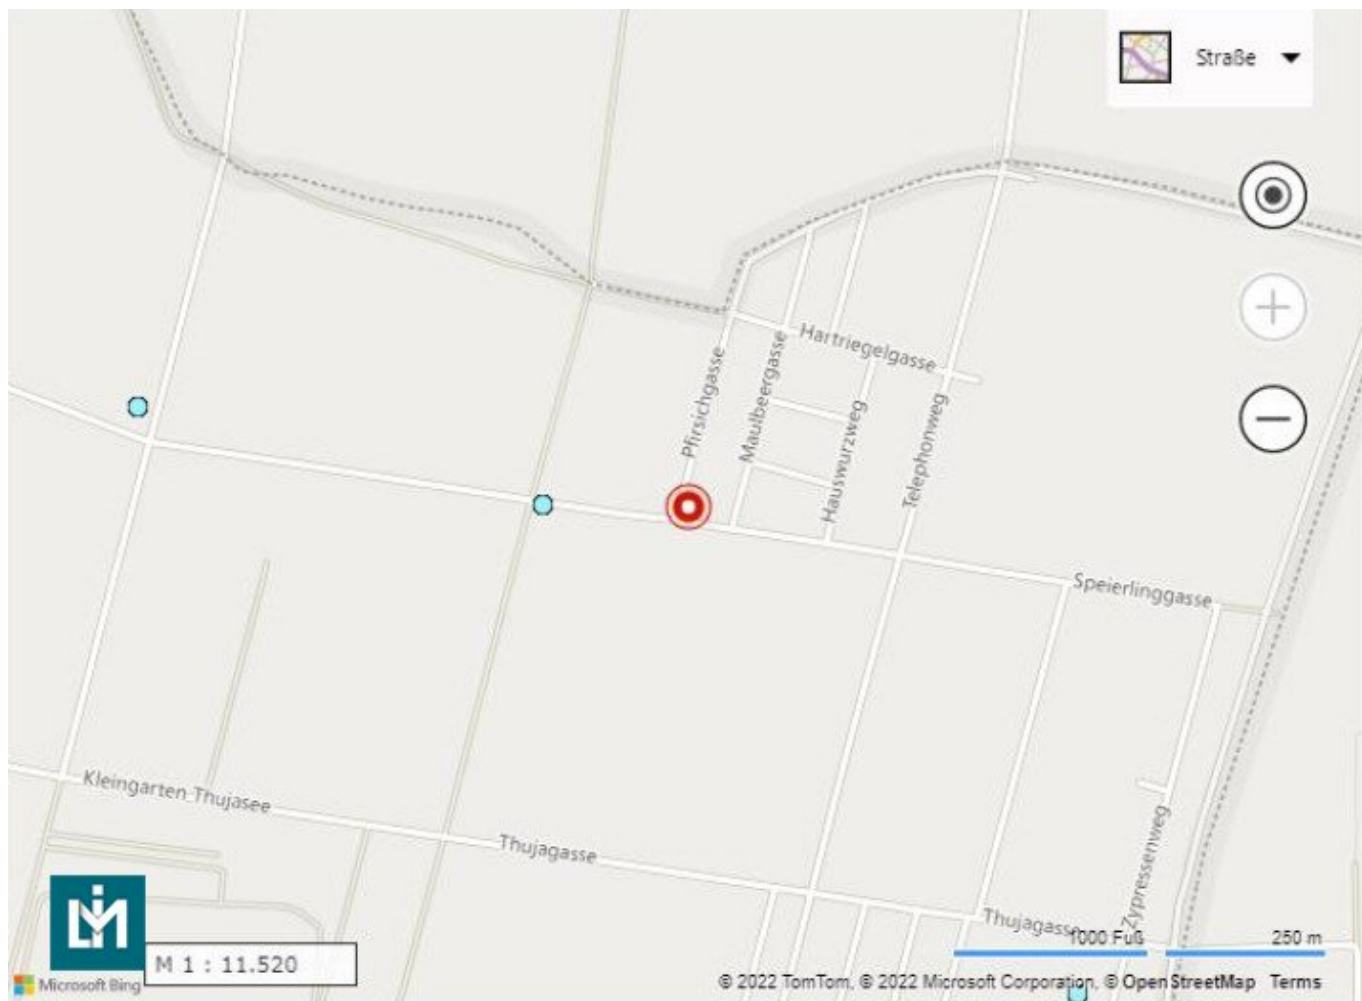 Straße
Hartriegelgasse
Pfirsichgasse
Maulbeergasse
Hauswurzweg
Telephonweg
Speierlinggasse
Kleingarten Thujasee
Thujagasse
Zypressenweg
Thujagasse
1000 Fuß
250 m
M 1 : 11.520
Microsoft Bing
© 2022 TomTom, © 2022 Microsoft Corporation, © OpenStreetMap Terms